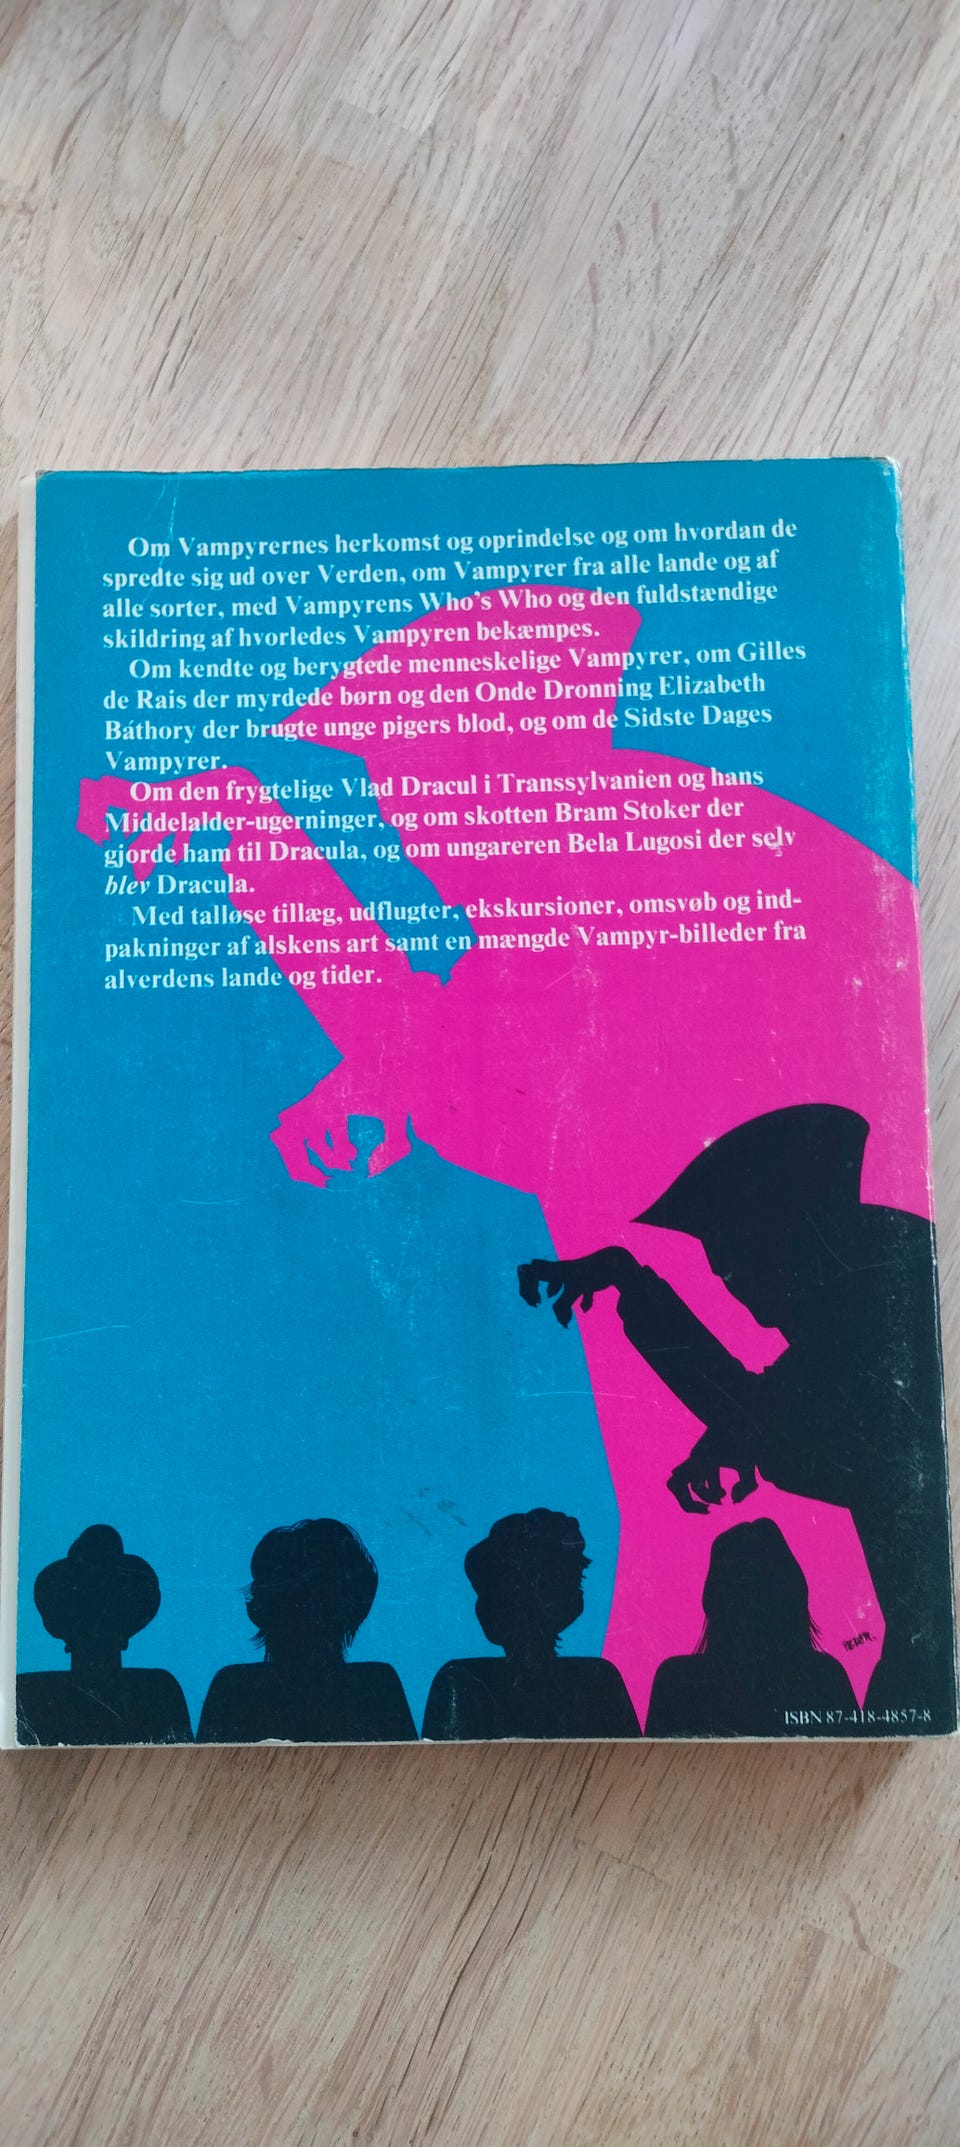 Om Vampyrernes herkomst og oprindelse og om hvordan de
spredte sig ud over Verden, om Vampyrer fra alle lande og af
alle sorter, med Vampyrens Who's Who og den fuldstændige
skildring af hvorledes Vampyren bekæmpes.
Om kendte og berygtede menneskelige Vampyrer, om Gilles
de Rais der myrdede børn og den Onde Dronning Elizabeth
Báthory der brugte unge pigers blod, og om de Sidste Dages
Vampyrer.
Om den frygtelige Vlad Dracul i Transsylvanien og hans
Middelalder-ugerninger, og om skotten Bram Stoker der
gjorde ham til Dracula, og om ungareren Bela Lugosi der selv
blev Dracula.
Med talløse tillæg, udflugter, ekskursioner, omsvøb og ind-
pakninger af alskens art samt en mængde Vampyr-billeder fra
alverdens lande og tider.
ISBN 87-418-4857-8